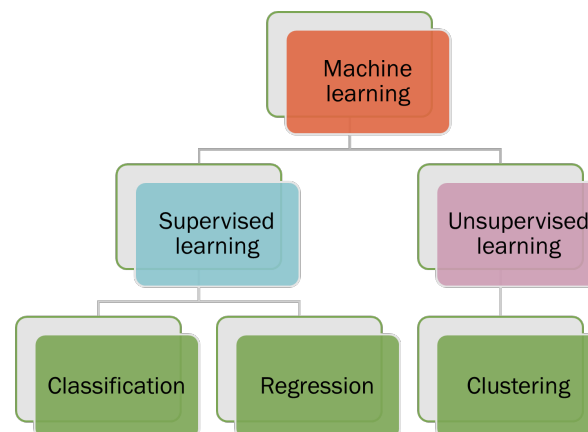 Machine
learning
Supervised
learning
Unsupervised
learning
Classification
Regression
Clustering